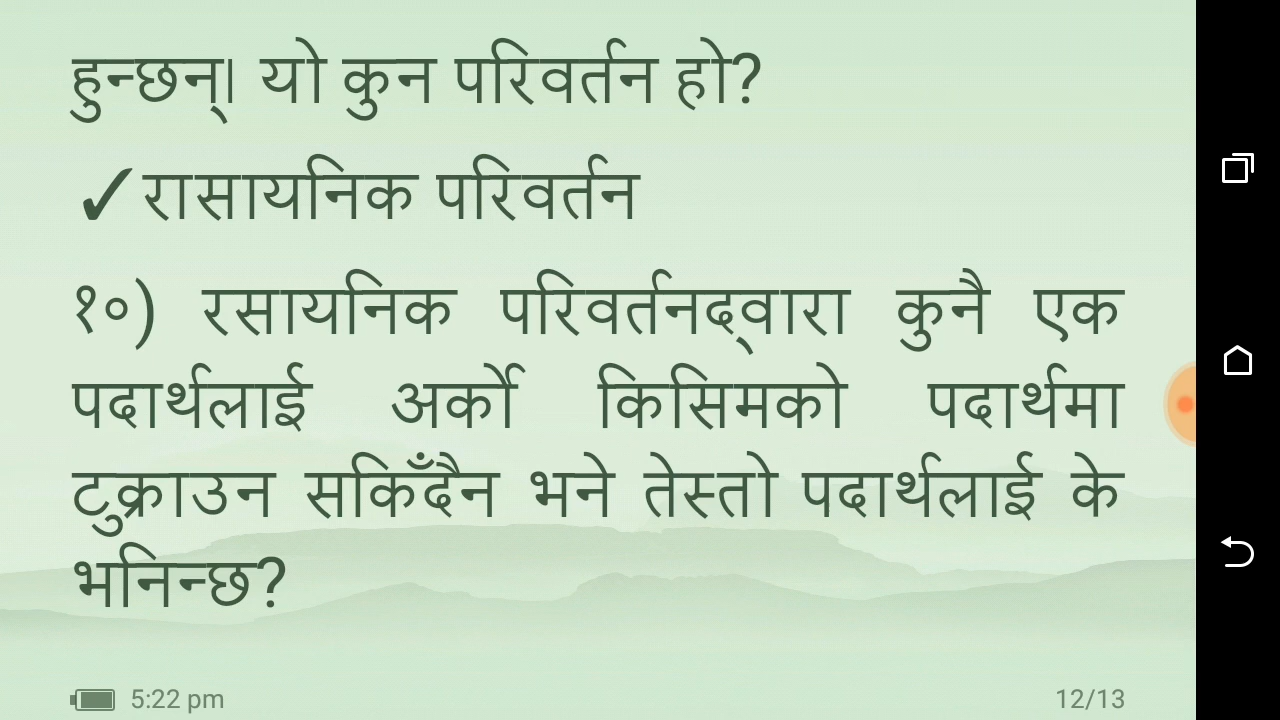 हुन्छन्। यो कुन परिवर्तन हो?
✓रासायनिक परिवर्तन
१०) रसायनिक परिवर्तनद्वारा कुनै एक
पदार्थलाई अर्को किसिमको पदार्थमा
टुक्राउन सकिँदैन भने तेस्तो पदार्थलाई के
भनिन्छ?
5:22 pm
12/13